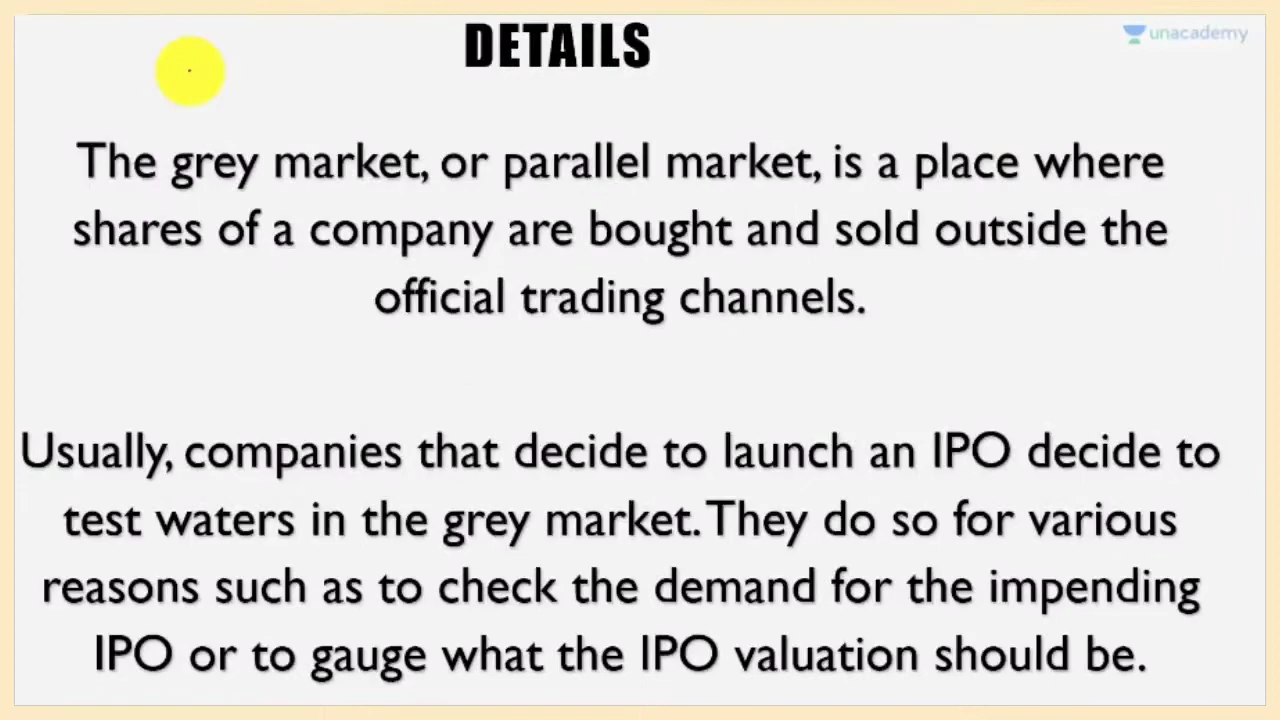 DETAILS
unacademy
The grey market, or parallel market, is a place where
shares of a company are bought and sold outside the
official trading channels.
Usually, companies that decide to launch an IPO decide to
test waters in the grey market. They do so for various
reasons such as to check the demand for the impending
IPO or to gauge what the IPO valuation should be.